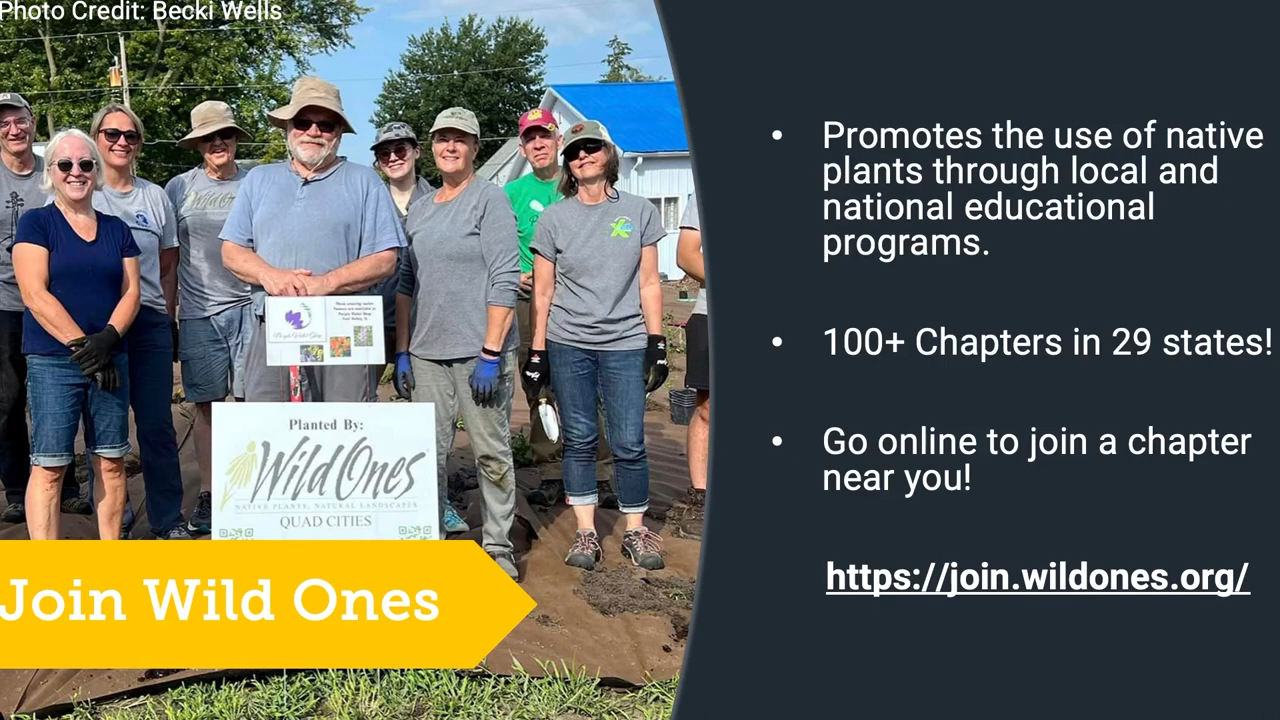 Photo Credit: Becki Wells
Planted By:
Wild Ones
NATIVE PLANTS, NATURAL LANDSCAPES
QUAD CITIES
Join Wild Ones
• Promotes the use of native
plants through local and
national educational
programs.
• 100+ Chapters in 29 states!
• Go online to join a chapter
near you!
https://join.wildones.org/